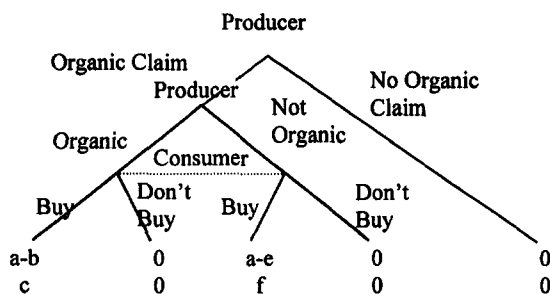 Producer
Organic Claim
No Organic
Claim
Producer
Not
Organic
Organic
Consumer
Buy
Don't
Buy
Buy
Don't
Buy
a-b 0 a-e 0 0
c 0 f 0 0